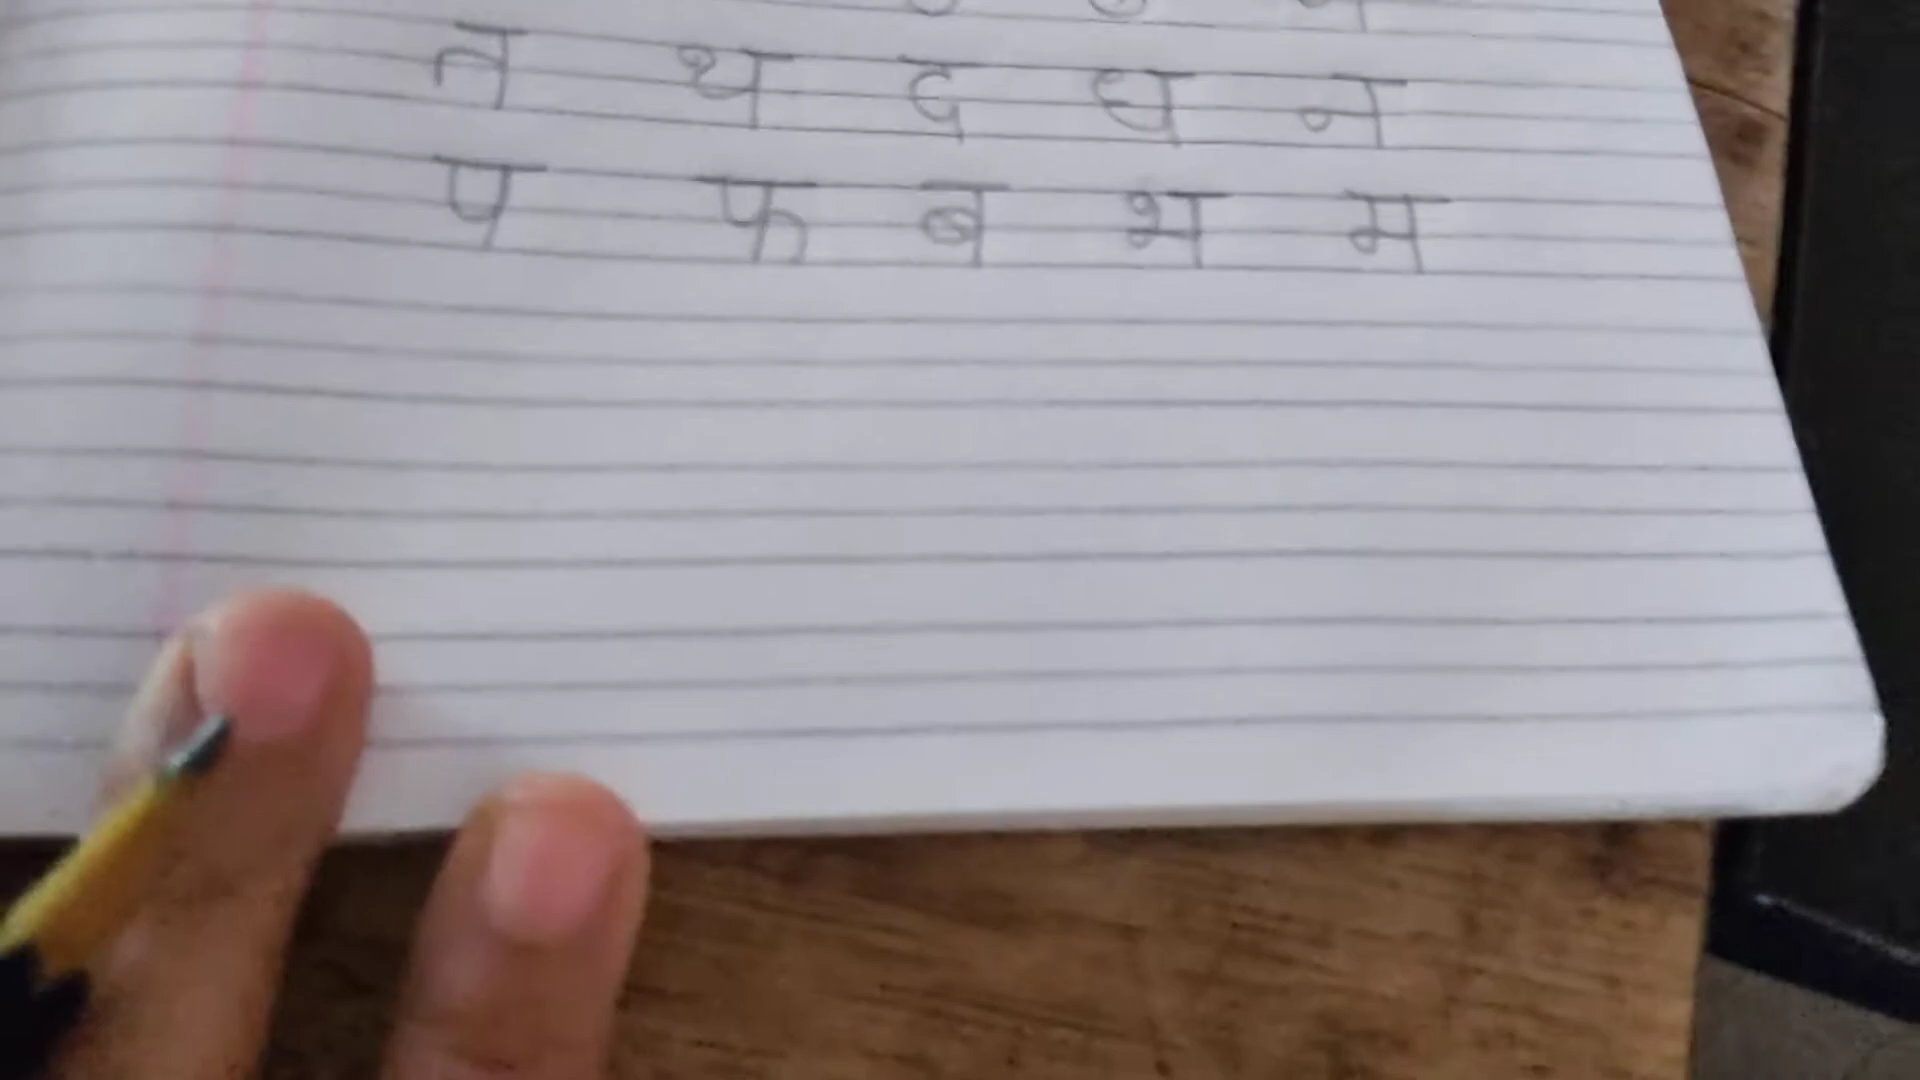 त थ द ध न
प फ ब भ म